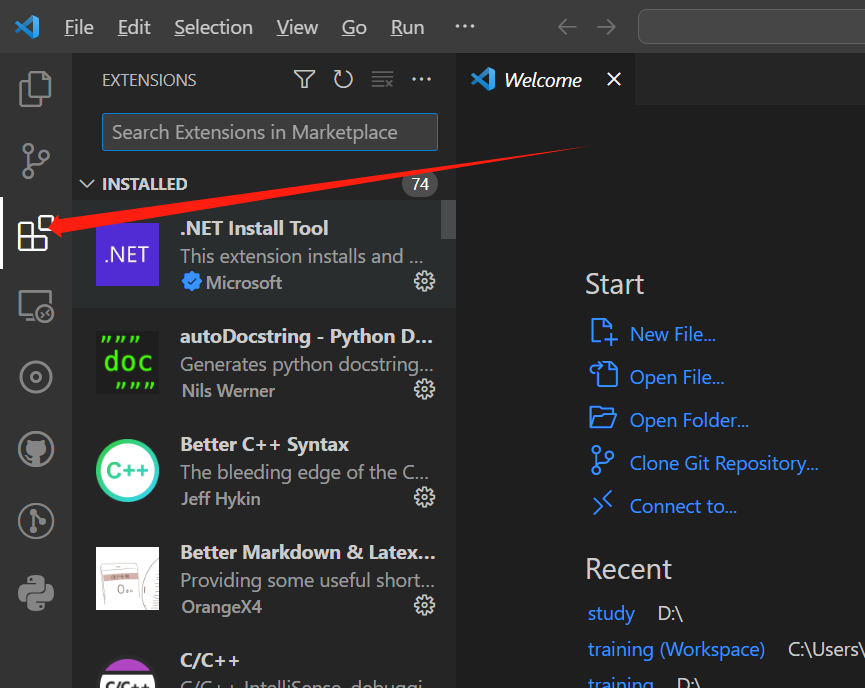 File Edit Selection View Go Run ···
EXTENSIONS
Welcome
Search Extensions in Marketplace
INSTALLED 74
.NET
.NET Install Tool
This extension installs and ...
Microsoft
"""
doc
"""
autoDocstring - Python D...
Generates python docstring...
Nils Werner
C++
Better C++ Syntax
The bleeding edge of the C...
Jeff Hykin
Better Markdown & Latex...
Providing some useful short...
OrangeX4
C/C++
C/C++
C/C++ IntelliSense, debuggi
Start
New File...
Open File...
Open Folder...
Clone Git Repository...
Connect to...
Recent
study D:\
training (Workspace) C:\Users\
training D:\